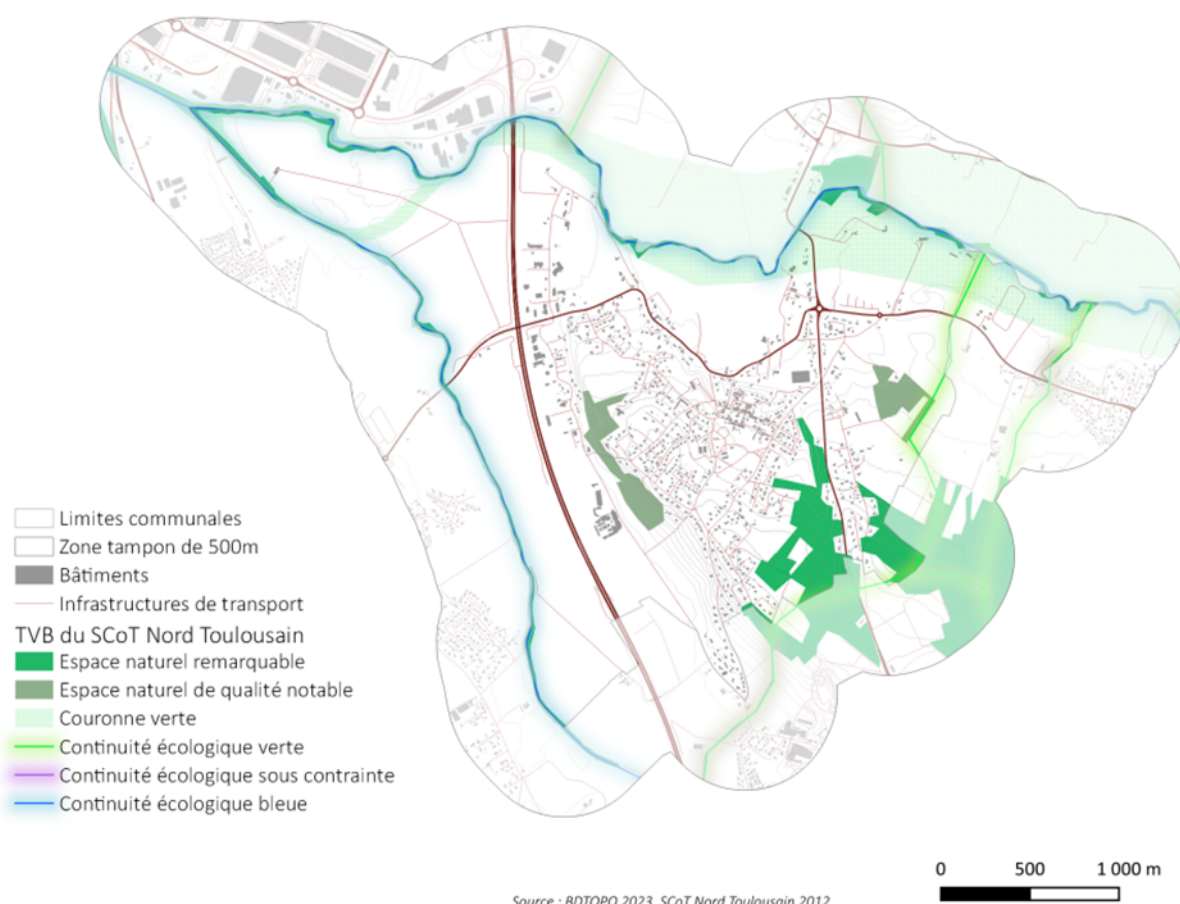 Limites communales
Zone tampon de 500m
Bâtiments
Infrastructures de transport
TVB du SCoT Nord Toulousain
Espace naturel remarquable
Espace naturel de qualité notable
Couronne verte
Continuité écologique verte
Continuité écologique sous contrainte
Continuité écologique bleue
0 500 1 000 m
Source : BDTOPO 2023, SCoT Nord Toulousain 2012